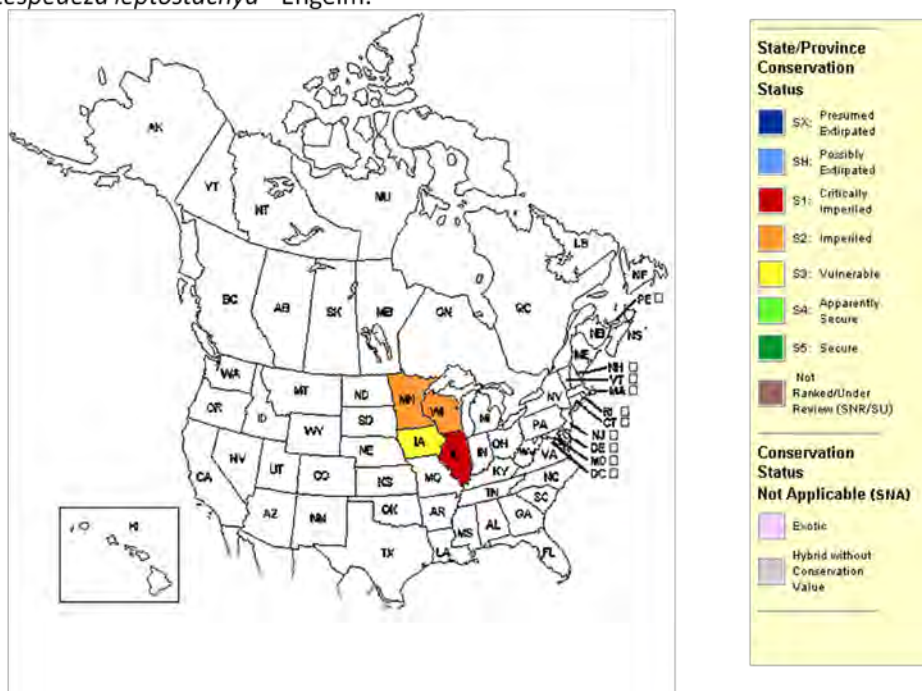 Lespedeza leptostachya Engelm.
AK
YT
NT
NU
LB
NF
BC
AB
SK
MB
ON
QC
PE
NB
NS
ME
NH
VT
MA
WA
MT
ND
MN
WI
MI
NY
RI
CT
OR
ID
SD
PA
NJ
WY
IA
IN
OH
DE
NE
MD
NV
UT
CO
KS
MO
KY
VA
DC
CA
NC
TN
AZ
NM
OK
AR
SC
MS
AL
GA
TX
LA
FL
HI
State/Province
Conservation
Status
SX: Presumed
Extirpated
SH: Possibly
Extirpated
S1: Critically
Imperiled
S2: Imperiled
S3: Vulnerable
S4: Apparently
Secure
S5: Secure
Not
Ranked/Under
Review (SNR/SU)
Conservation
Status
Not Applicable (SNA)
Exotic
Hybrid without
Conservation
Value